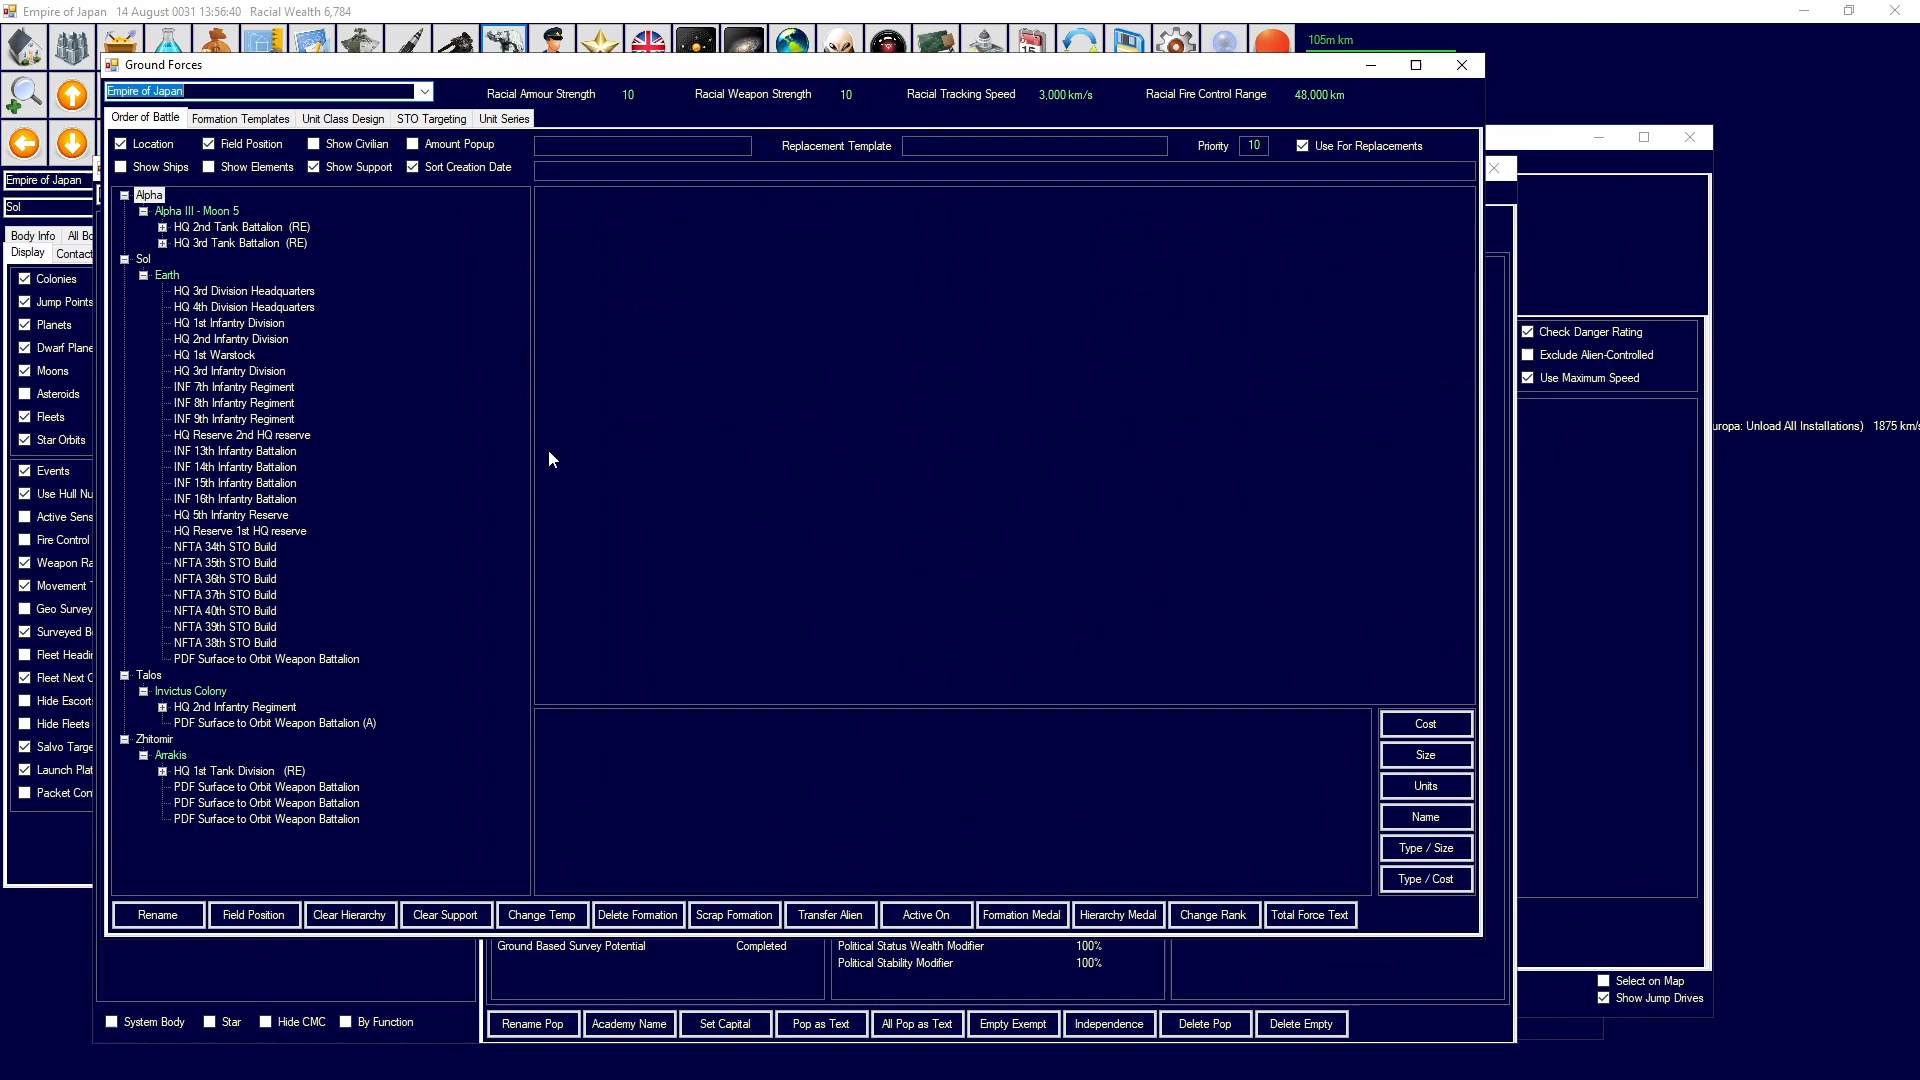 Empire of Japan   14 August 0031 13:56:40   Racial Wealth 6,784
105m km
Ground Forces
Empire of Japan
Racial Amour Strength   10   Racial Weapon Strength   10   Racial Tracking Speed   3,000 km/s   Racial Fire Control Range   48,000 km
Order of Battle   Formation Templates   Unit Class Design   STO Targeting   Unit Series
Location   Field Position   Show Civilian   Amount Popup
Replacement Template   Priority   10   Use For Replacements
Show Ships   Show Elements   Show Support   Sort Creation Date
Alpha
Alpha III - Moon 5
HQ 2nd Tank Battalion  (RE)
HQ 3rd Tank Battalion  (RE)
Sol
Earth
HQ 3rd Division Headquarters
HQ 4th Division Headquarters
HQ 1st Infantry Division
HQ 2nd Infantry Division
HQ 1st Warstock
HQ 3rd Infantry Division
INF 7th Infantry Regiment
INF 8th Infantry Regiment
INF 9th Infantry Regiment
HQ Reserve 2nd HQ reserve
INF 13th Infantry Battalion
INF 14th Infantry Battalion
INF 15th Infantry Battalion
INF 16th Infantry Battalion
HQ 5th Infantry Reserve
HQ Reserve 1st HQ reserve
NFTA 34th STO Build
NFTA 35th STO Build
NFTA 36th STO Build
NFTA 37th STO Build
NFTA 40th STO Build
NFTA 39th STO Build
NFTA 38th STO Build
PDF Surface to Orbit Weapon Battalion
Talos
Invictus Colony
HQ 2nd Infantry Regiment
PDF Surface to Orbit Weapon Battalion (A)
Zhitomir
Arrakis
HQ 1st Tank Division  (RE)
PDF Surface to Orbit Weapon Battalion
PDF Surface to Orbit Weapon Battalion
PDF Surface to Orbit Weapon Battalion
Cost
Size
Units
Name
Type / Size
Type / Cost
Rename   Field Position   Clear Hierarchy   Clear Support   Change Temp   Delete Formation   Scrap Formation   Transfer Alien   Active On   Formation Medal   Hierarchy Medal   Change Rank   Total Force Text
Empire of Japan
Sol
Body Info   All Bo
Display   Contact
Colonies
Jump Points
Planets
Dwarf Plane
Moons
Asteroids
Fleets
Star Orbits
Events
Use Hull Nu
Active Sens
Fire Control
Weapon Ra
Movement T
Geo Survey
Surveyed B
Fleet Headi
Fleet Next C
Hide Escort
Hide Fleets
Salvo Targe
Launch Plat
Packet Con
Check Danger Rating
Exclude Alien-Controlled
Use Maximum Speed
uropa: Unload All Installations)   1875 km/s
Ground Based Survey Potential   Completed
Political Status Wealth Modifier   100%
Political Stability Modifier   100%
Select on Map
Show Jump Drives
System Body   Star   Hide CMC   By Function
Rename Pop   Academy Name   Set Capital   Pop as Text   All Pop as Text   Empty Exempt   Independence   Delete Pop   Delete Empty